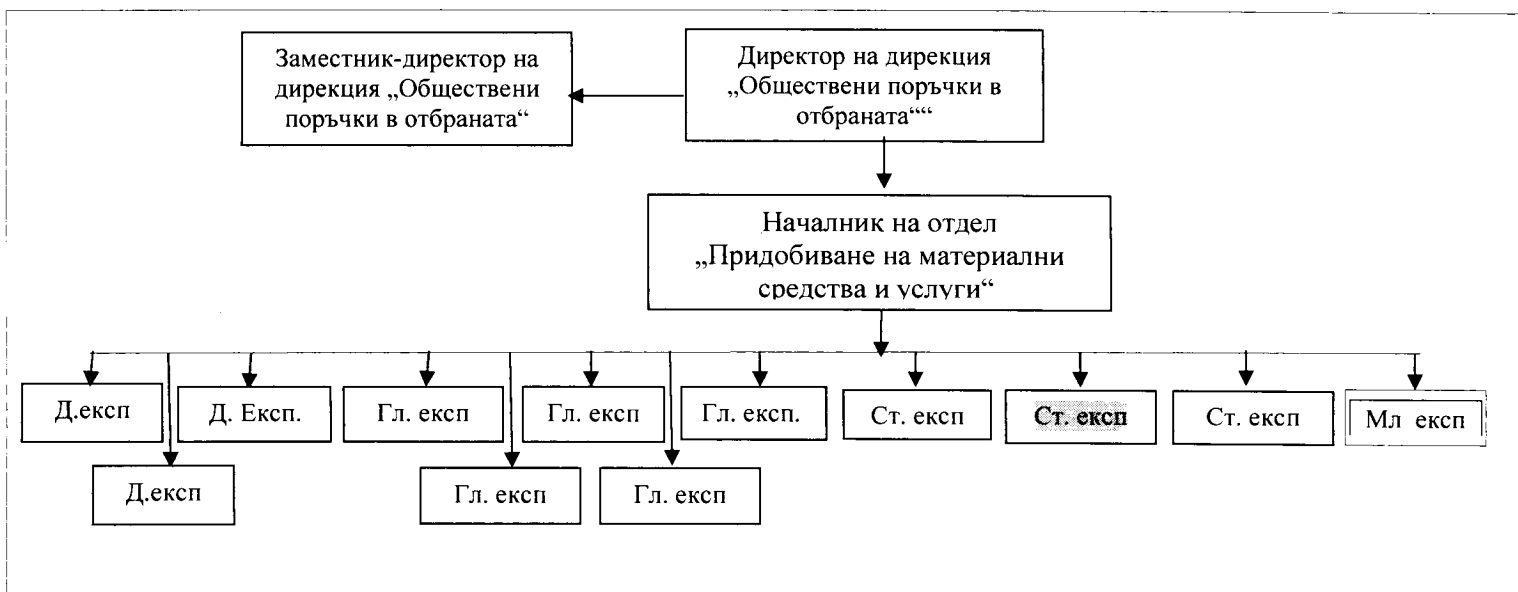 Заместник-директор на
дирекция „Обществени
поръчки в отбраната“
Директор на дирекция
„Обществени поръчки в
отбраната““
Началник на отдел
„Придобиване на материални
средства и услуги“
Д.експ
Д. Експ.
Гл. експ
Гл. експ
Гл. експ.
Ст. експ
Ст. експ
Ст. експ
Мл експ
Д.експ
Гл. експ
Гл. експ